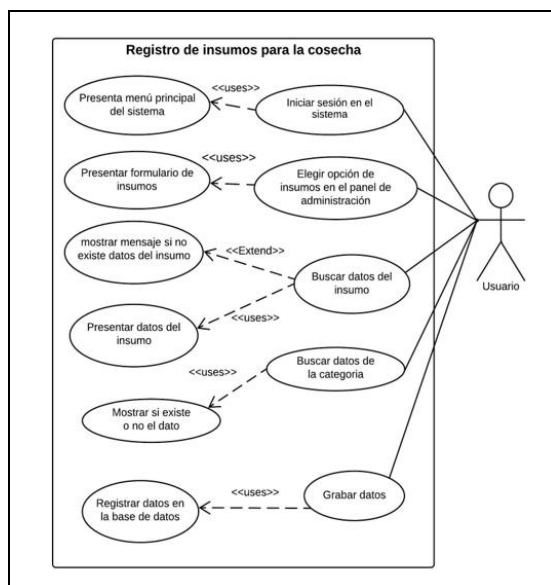 Registro de insumos para la cosecha
<<uses>>
Presenta menú principal
del sistema
Iniciar sesión en el
sistema
<<uses>>
Presentar formulario de
insumos
Elegir opción de
insumos en el panel de
administración
mostrar mensaje si no
existe datos del insumo
<<Extend>>
Buscar datos del
insumo
Usuario
Presentar datos del
insumo
<<uses>>
Buscar datos de
la categoria
<<uses>>
Mostrar si existe
o no el dato
<<uses>>
Grabar datos
Registrar datos en
la base de datos